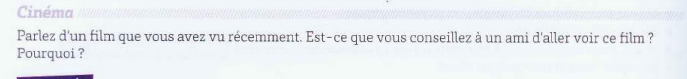 Cinéma
Parlez d'un film que vous avez vu récemment. Est-ce que vous conseillez à un ami d'aller voir ce film ?
Pourquoi ?